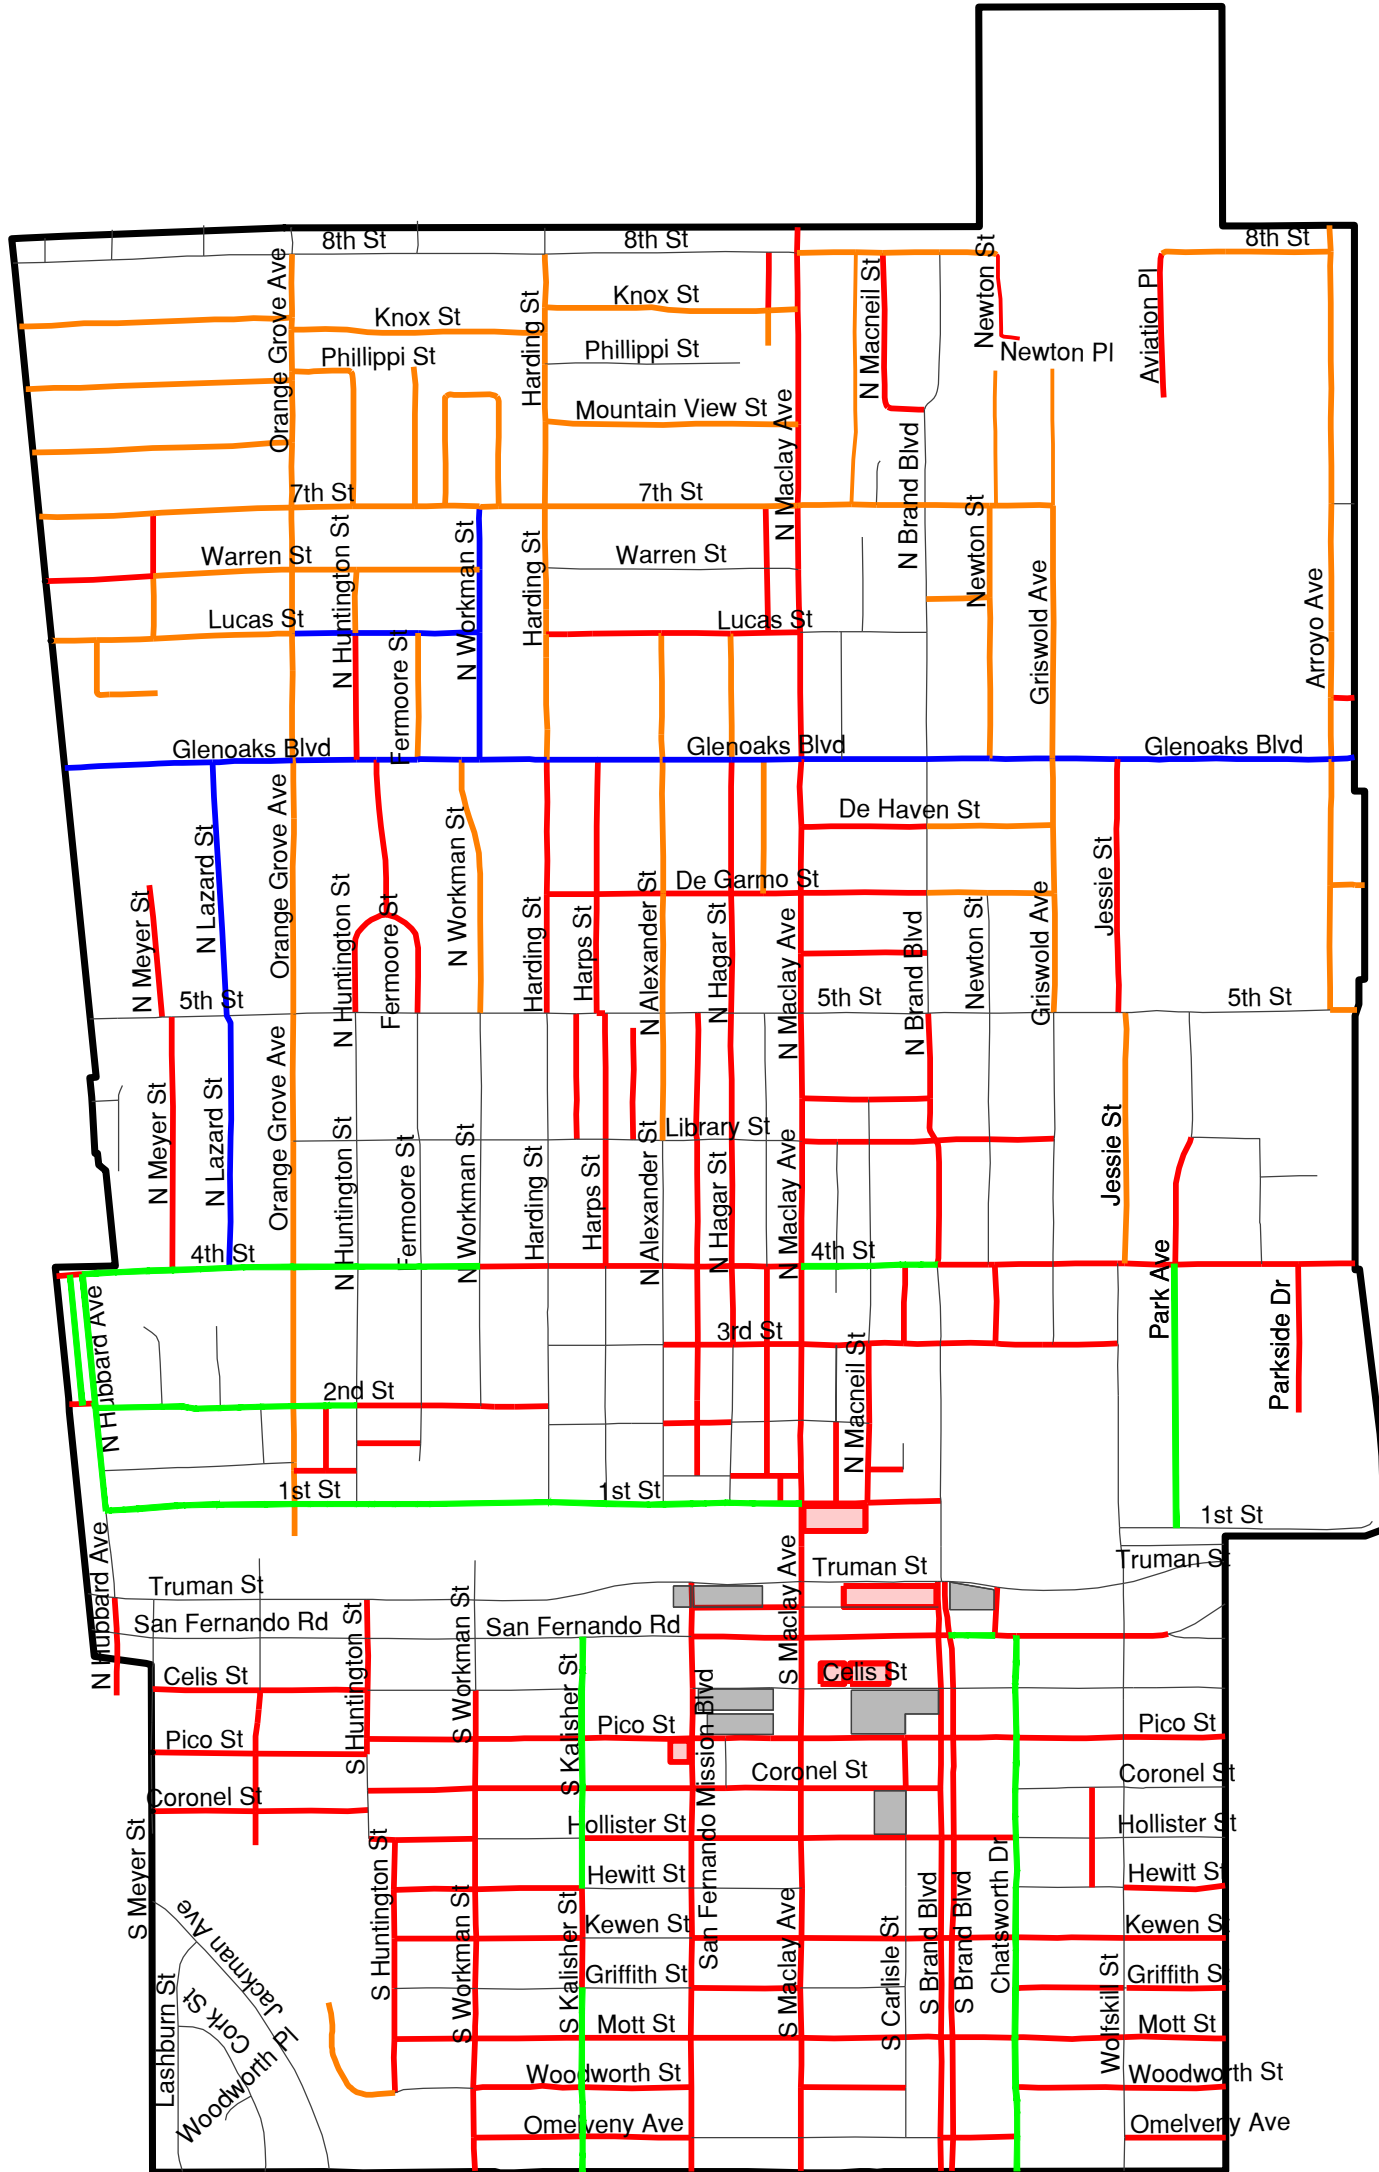 8th St
8th St
8th St
Orange Grove Ave
Harding St
Knox St
Knox St
N Macneil St
Newton St
Aviation Pl
Phillippi St
Phillippi St
Newton Pl
Mountain View St
N Maclay Ave
N Brand Blvd
7th St
7th St
Newton St
Warren St
Warren St
N Huntington St
N Workman St
Harding St
Griswold Ave
Arroyo Ave
Lucas St
Lucas St
Fermoore St
Glenoaks Blvd
Glenoaks Blvd
Glenoaks Blvd
De Haven St
N Lazard St
Orange Grove Ave
N Workman St
Jessie St
De Garmo St
N Meyer St
N Huntington St
Fermoore St
Harding St
Harps St
N Alexander St
N Hagar St
N Maclay Ave
N Brand Blvd
Newton St
Griswold Ave
5th St
5th St
5th St
N Meyer St
N Lazard St
Orange Grove Ave
N Huntington St
Fermoore St
N Workman St
Harding St
Harps St
N Alexander St
Library St
N Hagar St
N Maclay Ave
Jessie St
4th St
4th St
N Hubbard Ave
3rd St
Park Ave
Parkside Dr
2nd St
N Macneil St
1st St
1st St
1st St
N Hubbard Ave
Truman St
Truman St
Truman St
San Fernando Rd
San Fernando Rd
S Maclay Ave
Celis St
Celis St
S Huntington St
S Workman St
S Kalisher St
San Fernando Mission Blvd
Pico St
Pico St
Pico St
Coronel St
Coronel St
Coronel St
Hollister St
Hollister St
S Meyer St
Hewitt St
Hewitt St
S Huntington St
S Workman St
S Kalisher St
S Maclay Ave
S Carlisle St
S Brand Blvd
S Brand Blvd
Chatsworth Dr
Kewen St
Kewen St
Jackman Ave
Griffith St
Griffith St
Wolfskill St
Lashburn St
Cork St
Mott St
Mott St
Woodworth Pl
Woodworth St
Woodworth St
Omelveny Ave
Omelveny Ave